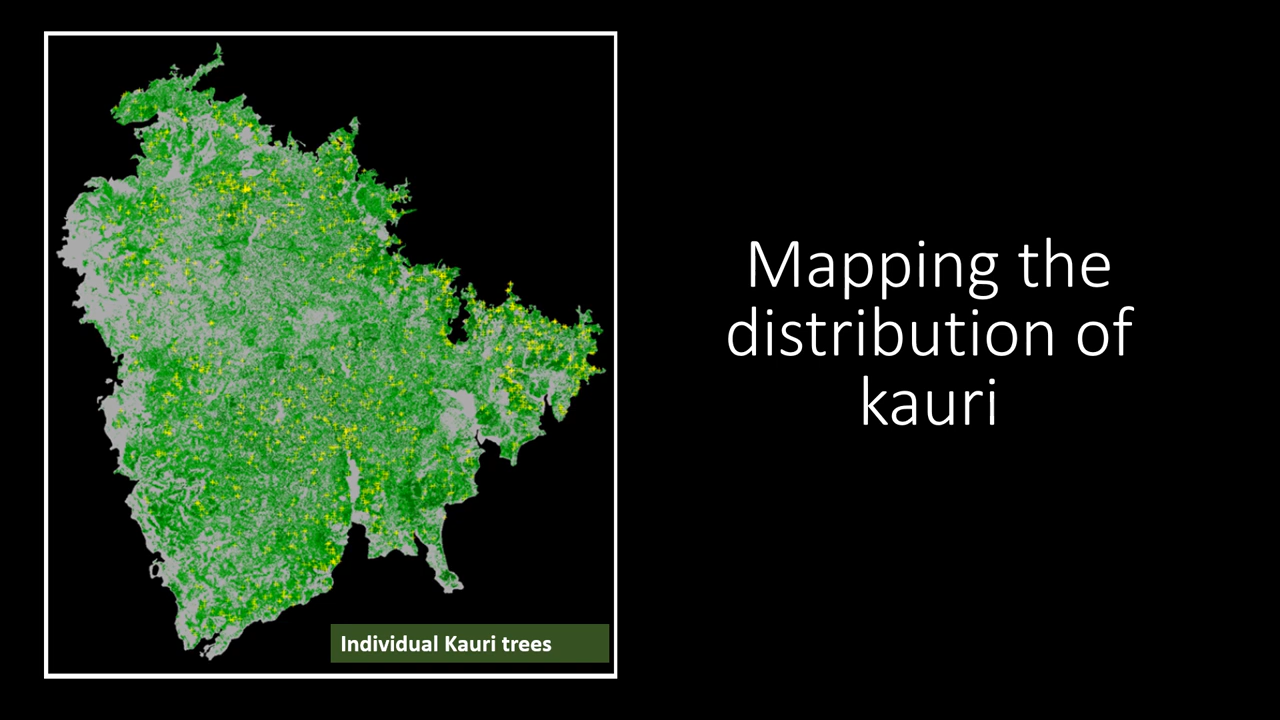 Mapping the
distribution of
kauri
Individual Kauri trees